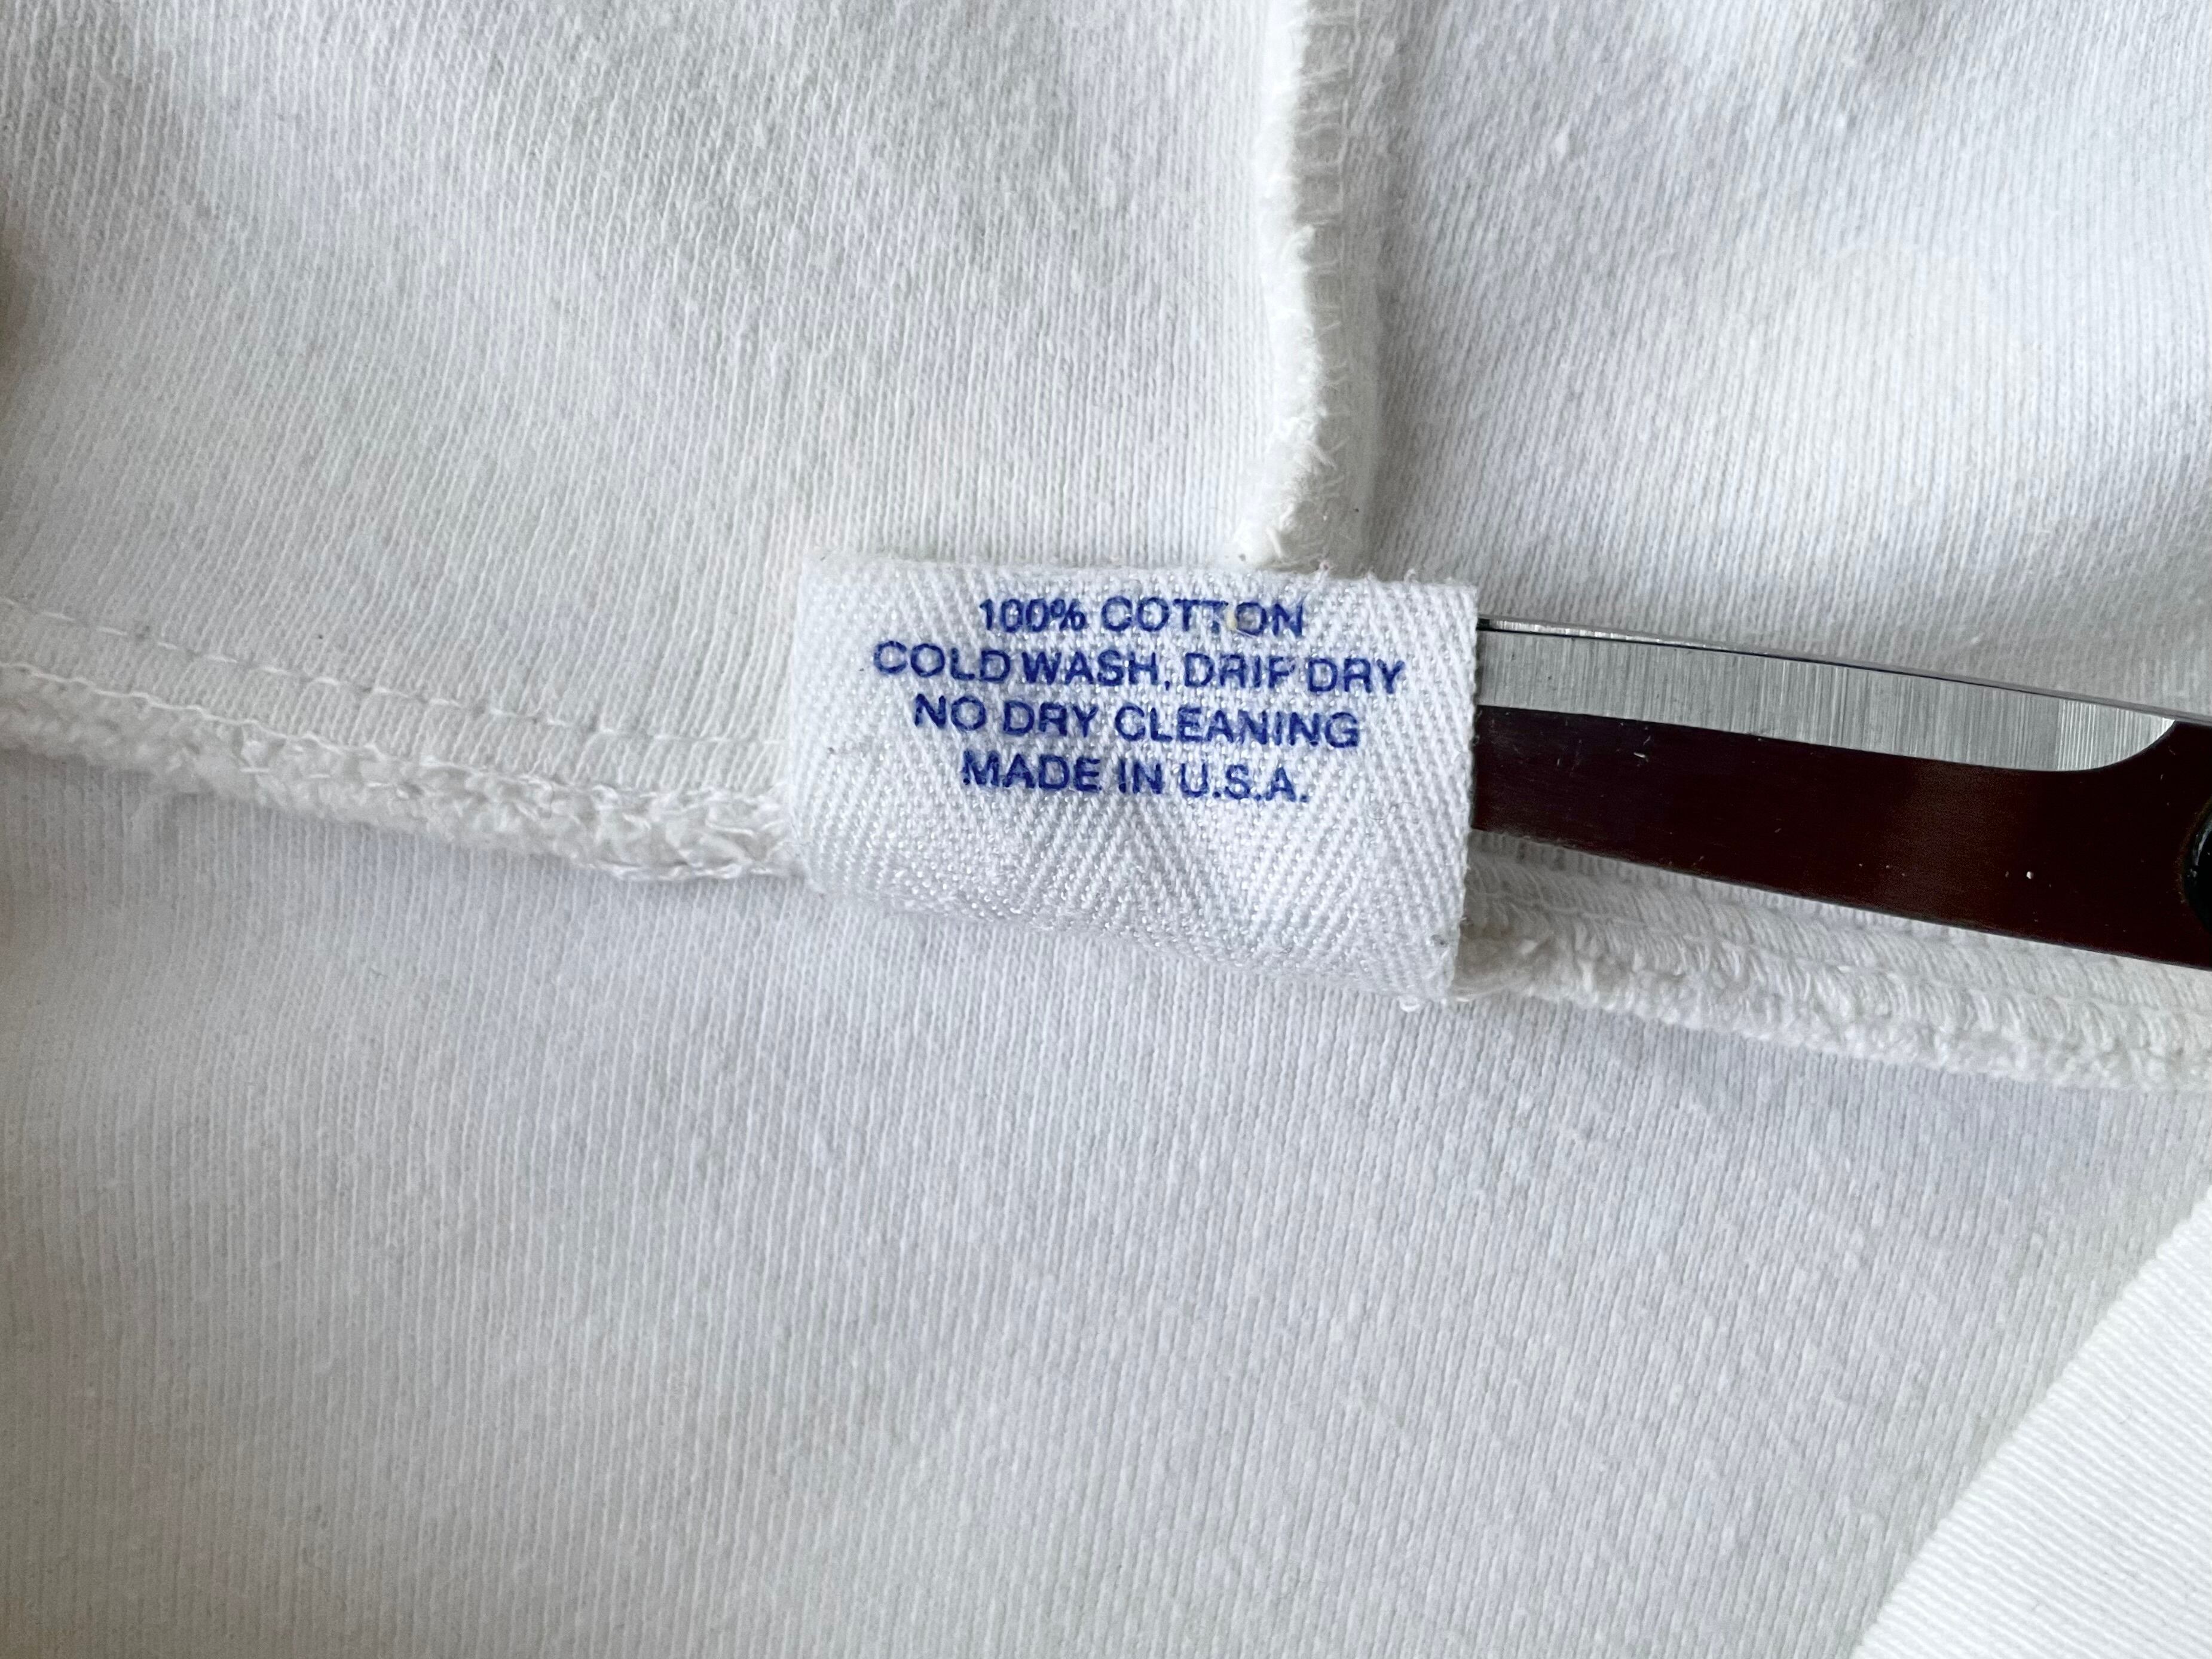 100% COTTON
COLD WASH, DRIP DRY
NO DRY CLEANING
MADE IN U.S.A.